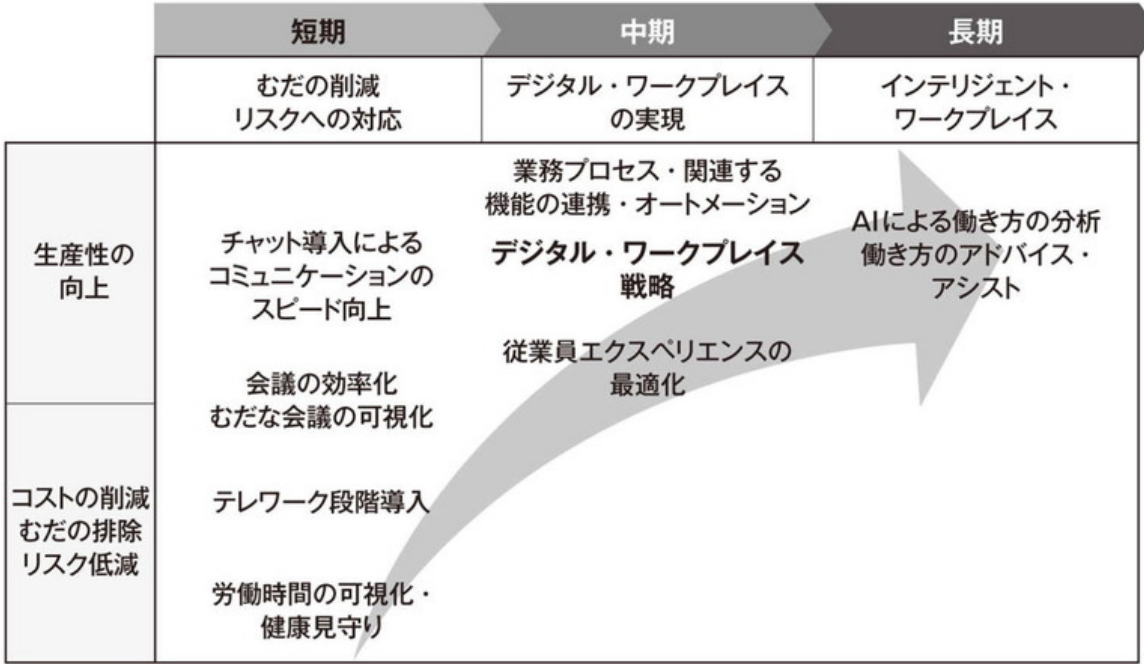 短期
中期
長期
むだの削減
リスクへの対応
デジタル・ワークプレイス
の実現
インテリジェント・
ワークプレイス
生産性の
向上
チャット導入による
コミュニケーションの
スピード向上
会議の効率化
むだな会議の可視化
業務プロセス・関連する
機能の連携・オートメーション
デジタル・ワークプレイス
戦略
従業員エクスペリエンスの
最適化
AIによる働き方の分析
働き方のアドバイス・
アシスト
コストの削減
むだの排除
リスク低減
テレワーク段階導入
労働時間の可視化・
健康見守り